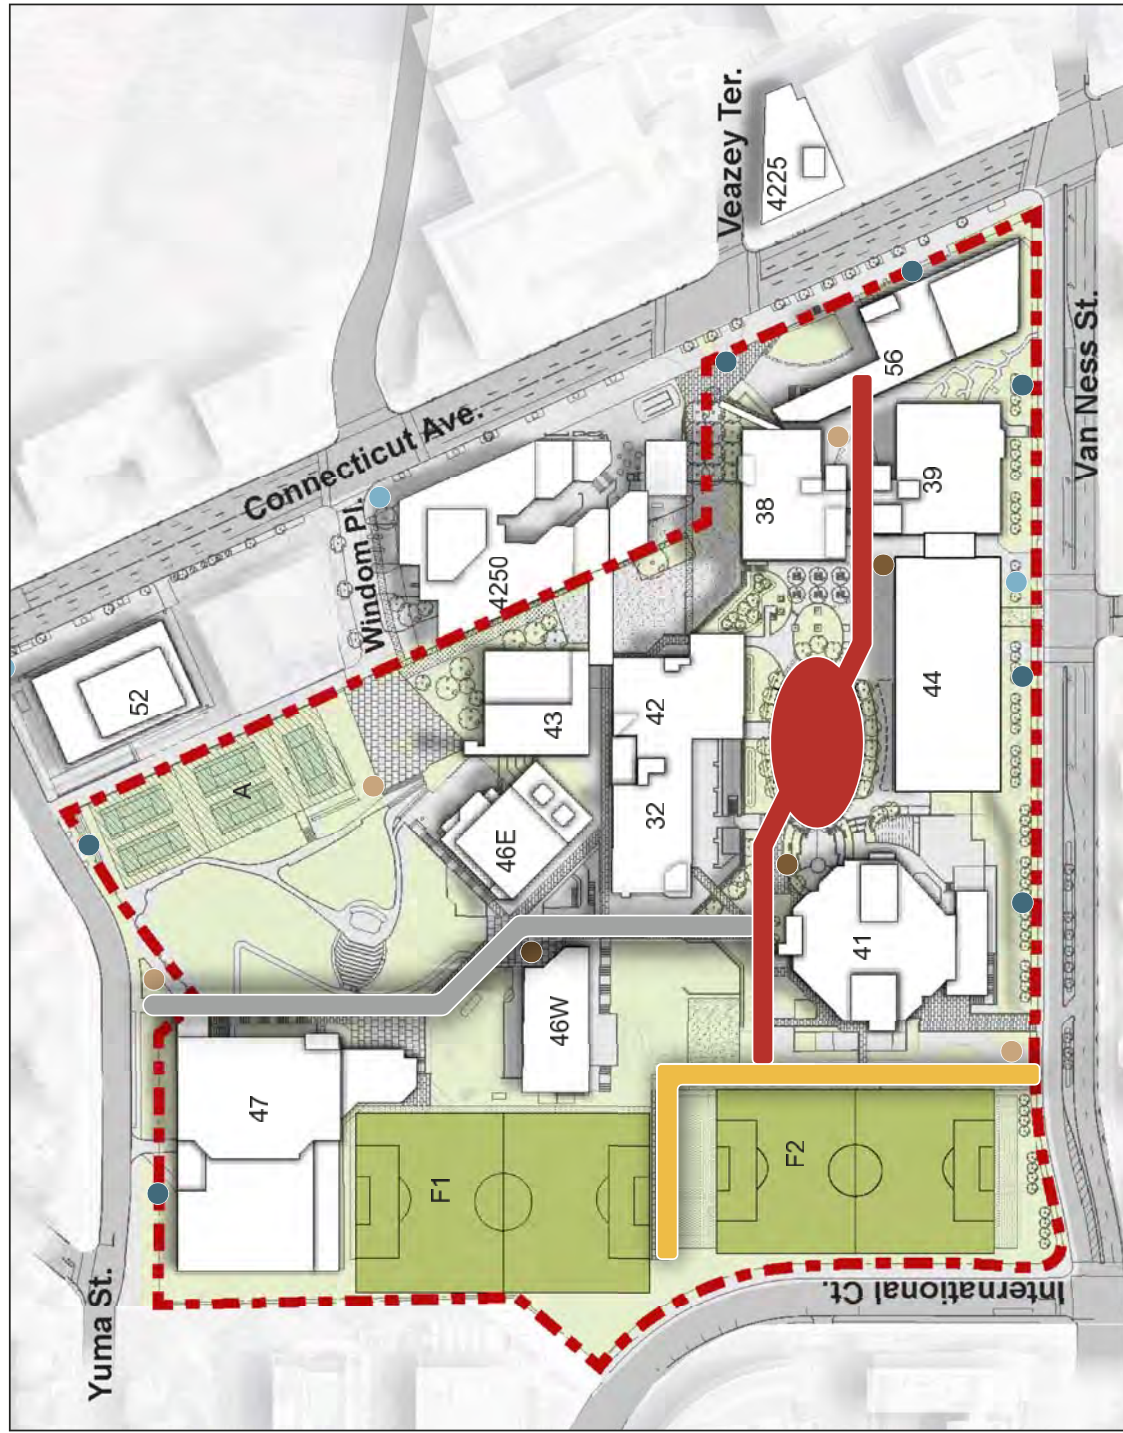 Yuma St.
Connecticut Ave.
Windom Pl.
Veazey Ter.
Van Ness St.
International Ct.
52
4225
4250
A
43
42
32
46E
46W
47
F1
F2
41
44
38
39
56